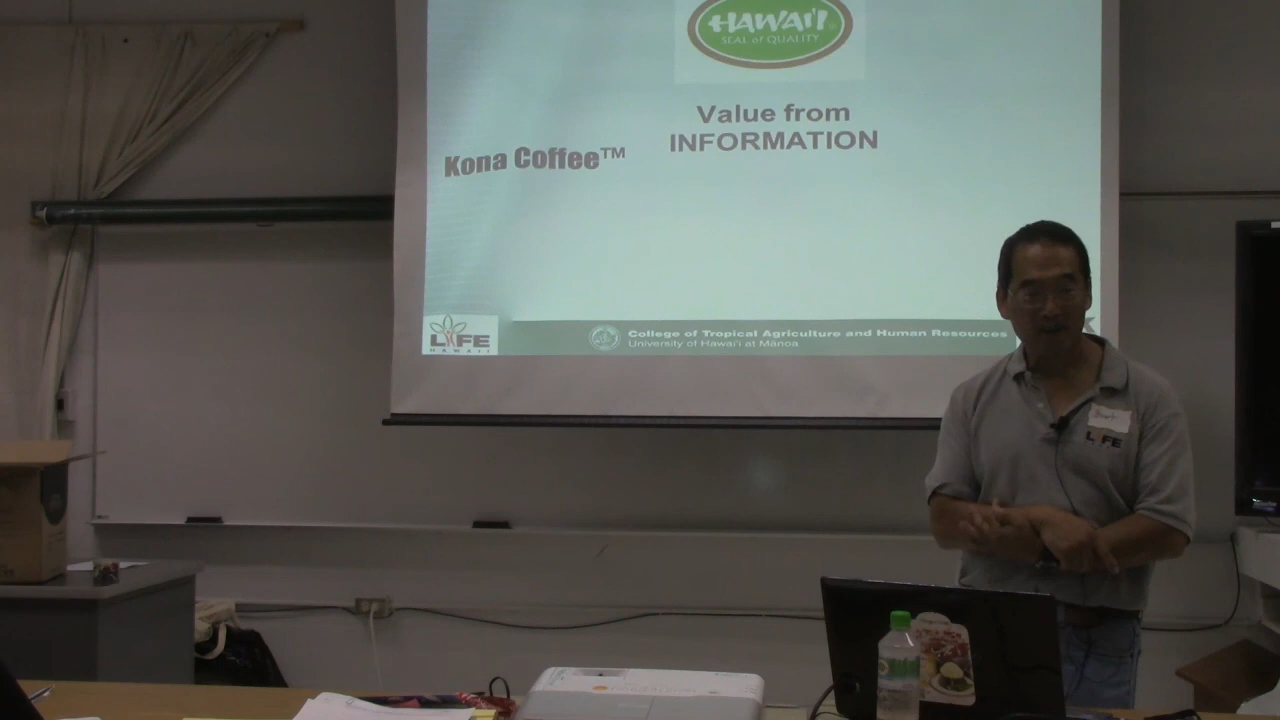 HAWAI'I
SEAL of QUALITY
Value from
INFORMATION
Kona Coffee™
LIFE
HAWAII
College of Tropical Agriculture and Human Resources
University of Hawai'i at Mānoa
LIFE